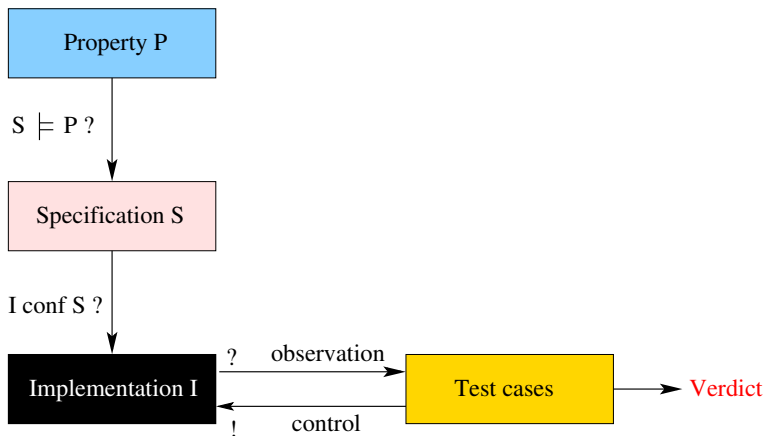 Property P
S ⊨ P ?
Specification S
I conf S ?
Implementation I
? observation
! control
Test cases
Verdict